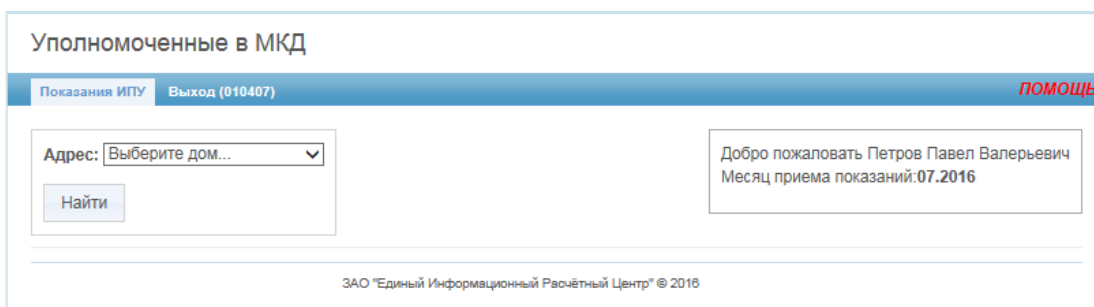 Уполномоченные в МКД
Показания ИПУ Выход (010407) ПОМОЩЬ
Адрес: Выберите дом...
Найти
Добро пожаловать Петров Павел Валерьевич
Месяц приема показаний:07.2016
ЗАО "Единый Информационный Расчётный Центр" © 2016